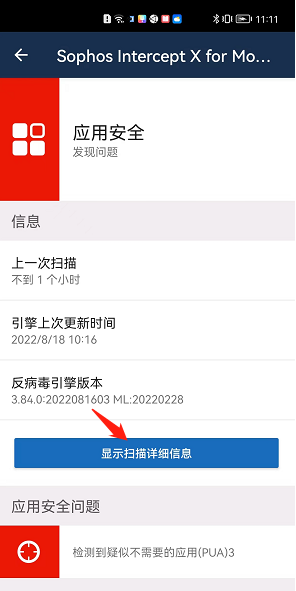 11:11
Sophos Intercept X for Mo...
应用安全
发现问题
信息
上一次扫描
不到 1 个小时
引擎上次更新时间
2022/8/18 10:16
反病毒引擎版本
3.84.0:2022081603 ML:20220228
显示扫描详细信息
应用安全问题
检测到疑似不需要的应用(PUA)3